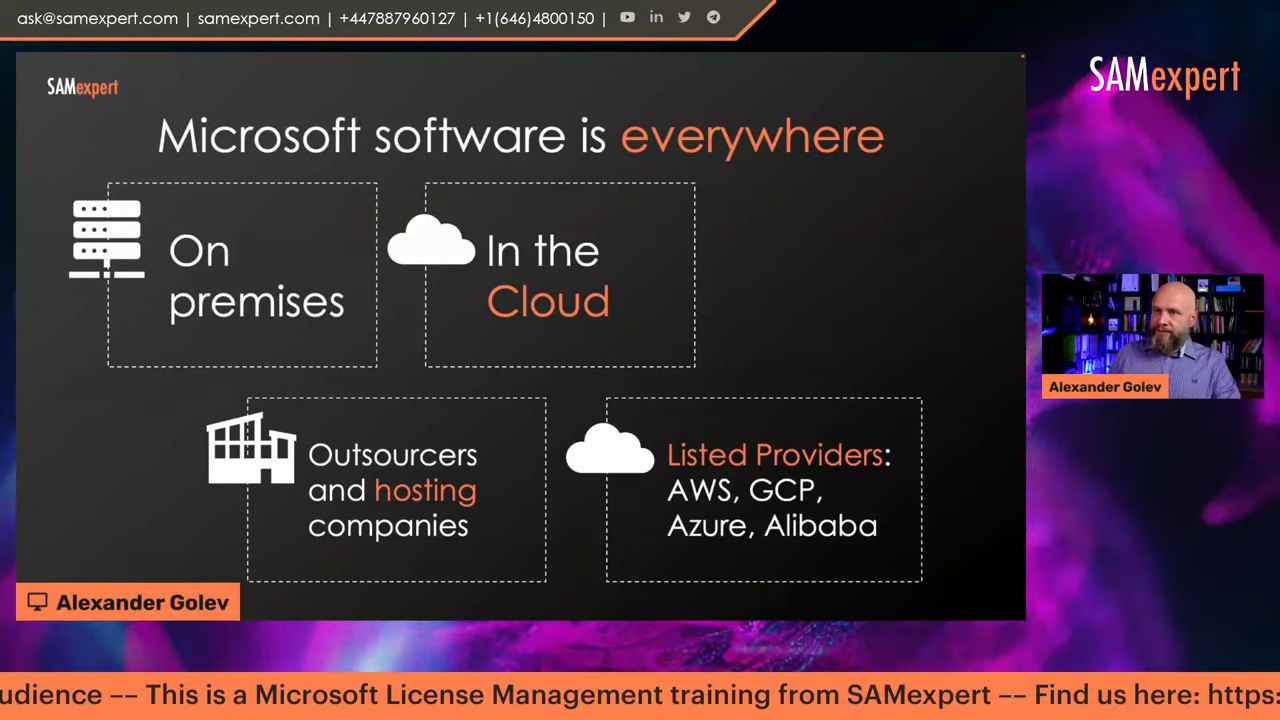 ask@samexpert.com | samexpert.com | +447887960127 | +1(646)4800150 |
SAMexpert
SAMexpert
Microsoft software is everywhere
On
premises
In the
Cloud
Outsourcers
and hosting
companies
Listed Providers:
AWS, GCP,
Azure, Alibaba
Alexander Golev
Alexander Golev
udience –– This is a Microsoft License Management training from SAMexpert –– Find us here: https: